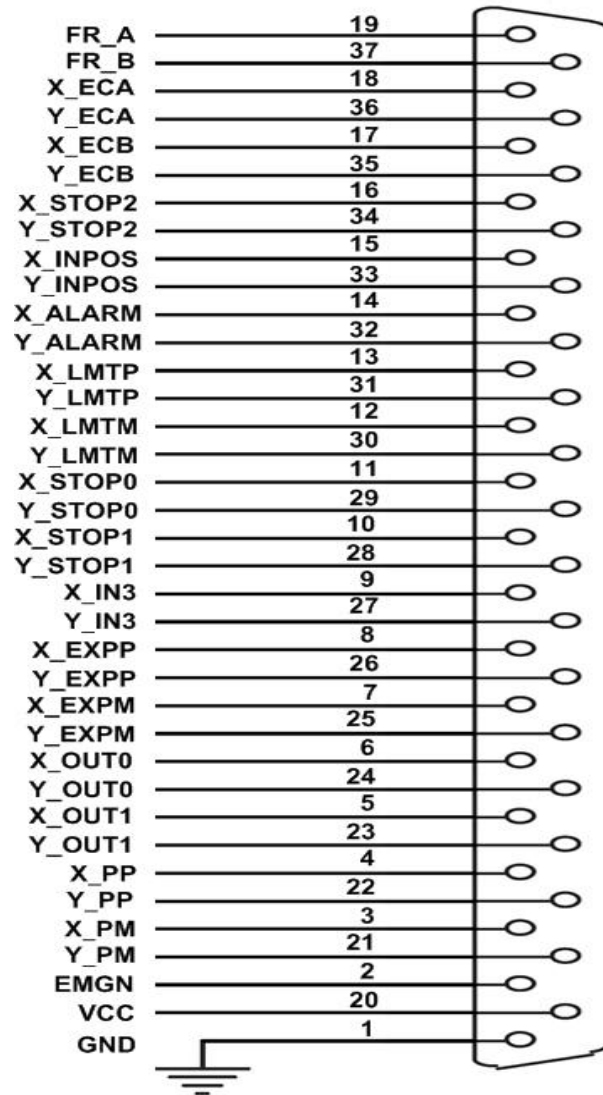 FR_A 19
FR_B 37
X_ECA 18
Y_ECA 36
X_ECB 17
Y_ECB 35
X_STOP2 16
Y_STOP2 34
X_INPOS 15
Y_INPOS 33
X_ALARM 14
Y_ALARM 32
X_LMTP 13
Y_LMTP 31
X_LMTM 12
Y_LMTM 30
X_STOP0 11
Y_STOP0 29
X_STOP1 10
Y_STOP1 28
X_IN3 9
Y_IN3 27
X_EXPP 8
Y_EXPP 26
X_EXPM 7
Y_EXPM 25
X_OUT0 6
Y_OUT0 24
X_OUT1 5
Y_OUT1 23
X_PP 4
Y_PP 22
X_PM 3
Y_PM 21
EMGN 2
VCC 20
GND 1